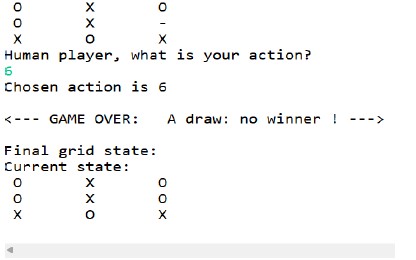 O X O
O X -
X O X
Human player, what is your action?
6
Chosen action is 6
<--- GAME OVER: A draw: no winner ! --->
Final grid state:
Current state:
O X O
O X O
X O X